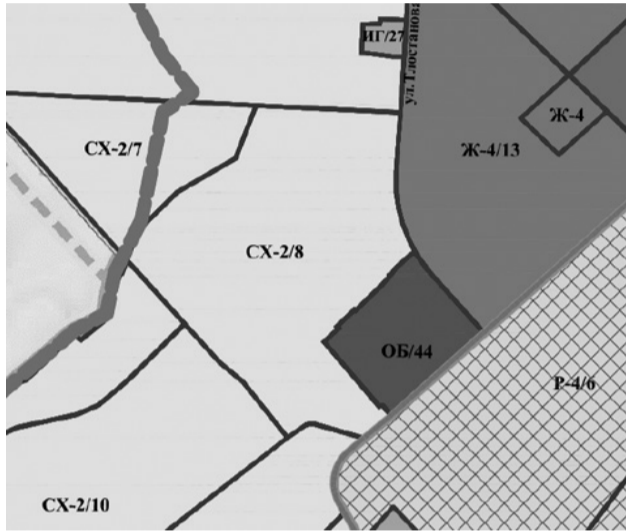 ИГ/27
ул.Тлостанова
Ж-4
СХ-2/7
Ж-4/13
СХ-2/8
ОБ/44
Р-4/6
СХ-2/10